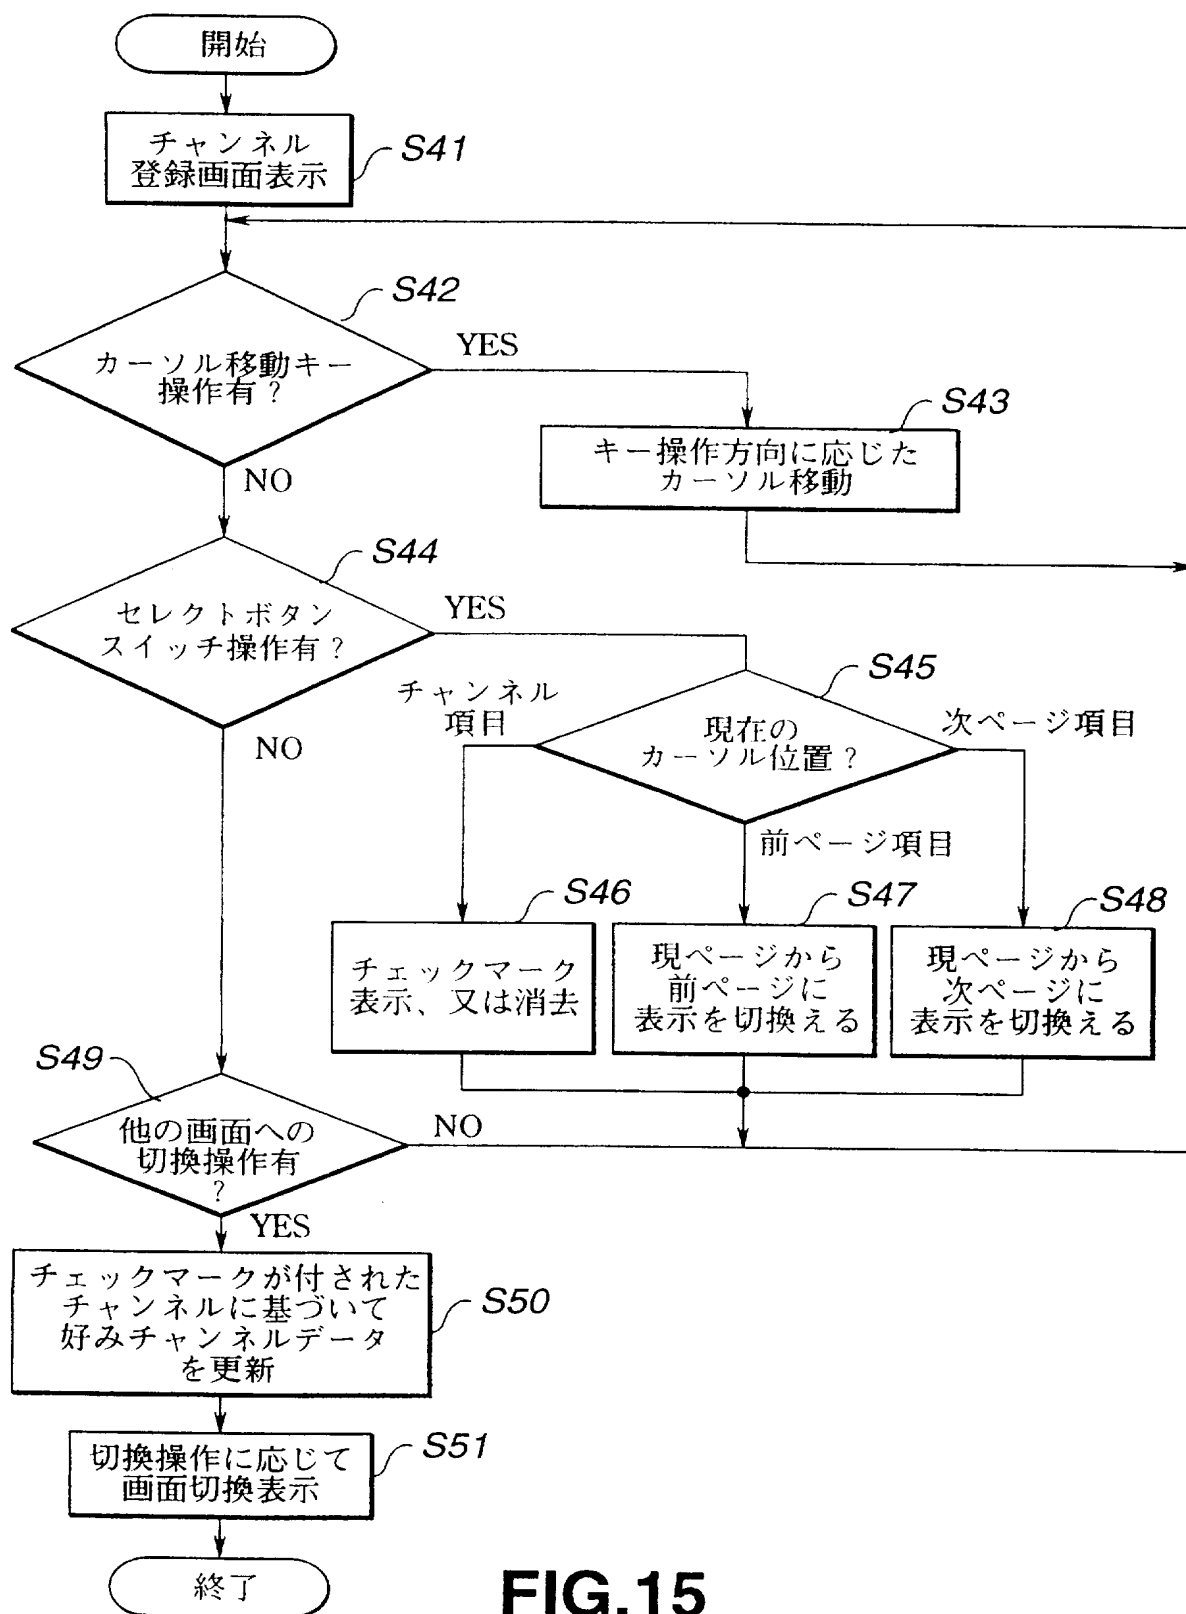 開始
チャンネル
登録画面表示
S41
S42
カーソル移動キー
操作有？
YES
NO
S43
キー操作方向に応じた
カーソル移動
S44
セレクトボタン
スイッチ操作有？
YES
NO
S45
現在の
カーソル位置？
チャンネル
項目
次ページ項目
前ページ項目
S46
チェックマーク
表示、又は消去
S47
現ページから
前ページに
表示を切換える
S48
現ページから
次ページに
表示を切換える
S49
他の画面への
切換操作有
？
NO
YES
チェックマークが付された
チャンネルに基づいて
好みチャンネルデータ
を更新
S50
切換操作に応じて
画面切換表示
S51
終了
FIG.15